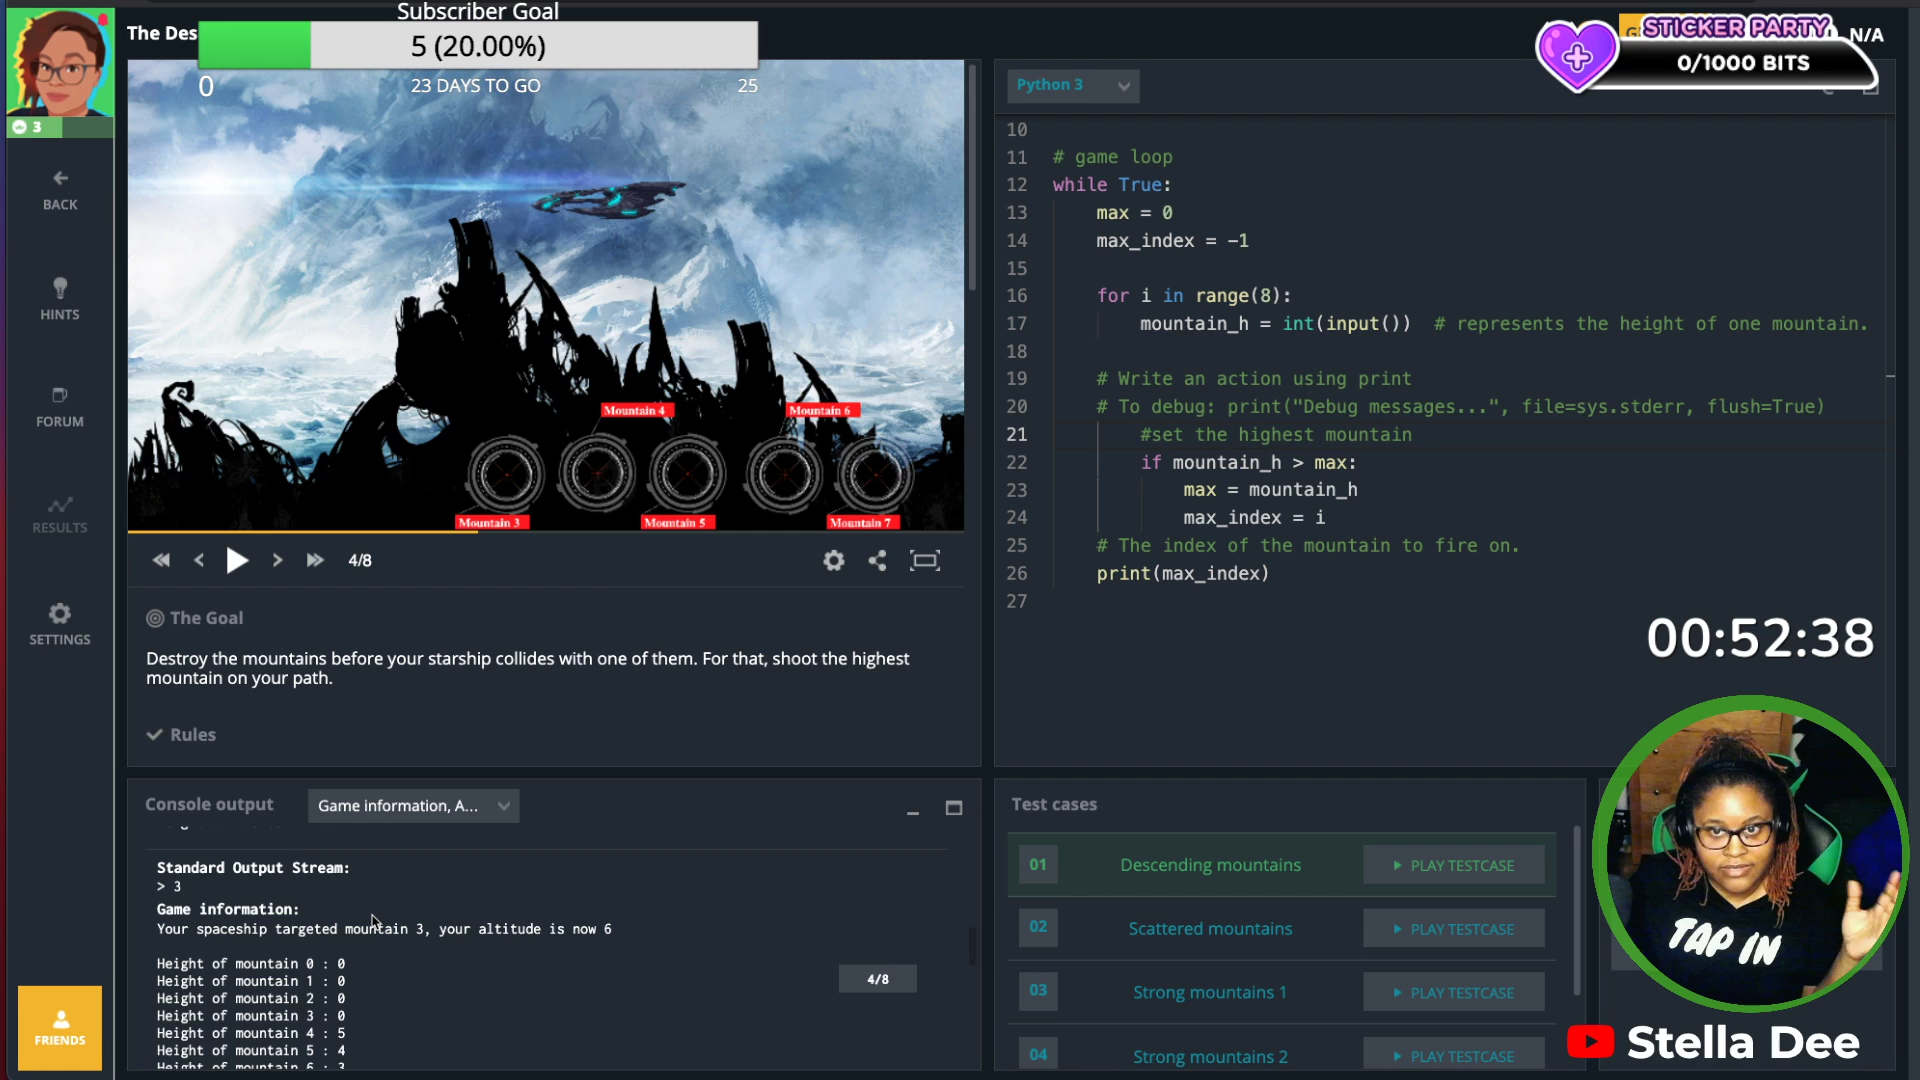 Subscriber Goal
5 (20.00%)
0
23 DAYS TO GO
25
The Des
STICKER PARTY
0/1000 BITS
N/A
3
BACK
HINTS
FORUM
RESULTS
SETTINGS
FRIENDS
Mountain 4
Mountain 6
Mountain 3
Mountain 5
Mountain 7
4/8
The Goal
Destroy the mountains before your starship collides with one of them. For that, shoot the highest
mountain on your path.
Rules
Console output
Game information, A...
Standard Output Stream:
> 3
Game information:
Your spaceship targeted mountain 3, your altitude is now 6
Height of mountain 0 : 0
Height of mountain 1 : 0
Height of mountain 2 : 0
Height of mountain 3 : 0
Height of mountain 4 : 5
Height of mountain 5 : 4
Height of mountain 6 : 3
4/8
Python 3
10
11 # game loop
12 while True:
13 max = 0
14 max_index = -1
15
16 for i in range(8):
17 mountain_h = int(input()) # represents the height of one mountain.
18
19 # Write an action using print
20 # To debug: print("Debug messages...", file=sys.stderr, flush=True)
21 #set the highest mountain
22 if mountain_h > max:
23 max = mountain_h
24 max_index = i
25 # The index of the mountain to fire on.
26 print(max_index)
27
00:52:38
Test cases
01 Descending mountains PLAY TESTCASE
02 Scattered mountains PLAY TESTCASE
03 Strong mountains 1 PLAY TESTCASE
04 Strong mountains 2 PLAY TESTCASE
TAP IN
Stella Dee